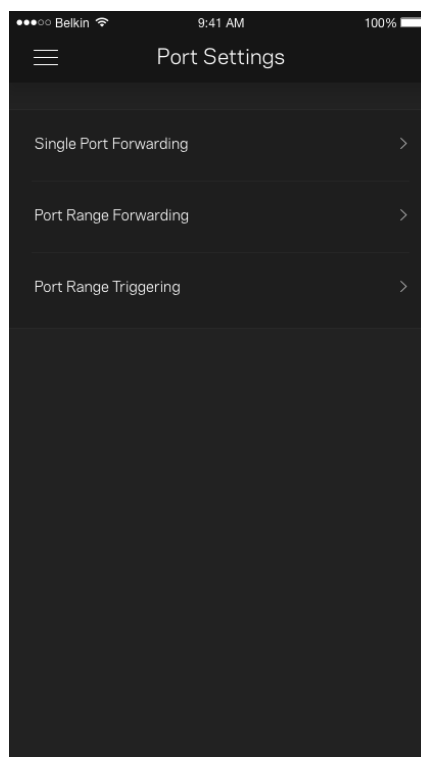 Belkin 9:41 AM 100%
Port Settings
Single Port Forwarding
Port Range Forwarding
Port Range Triggering